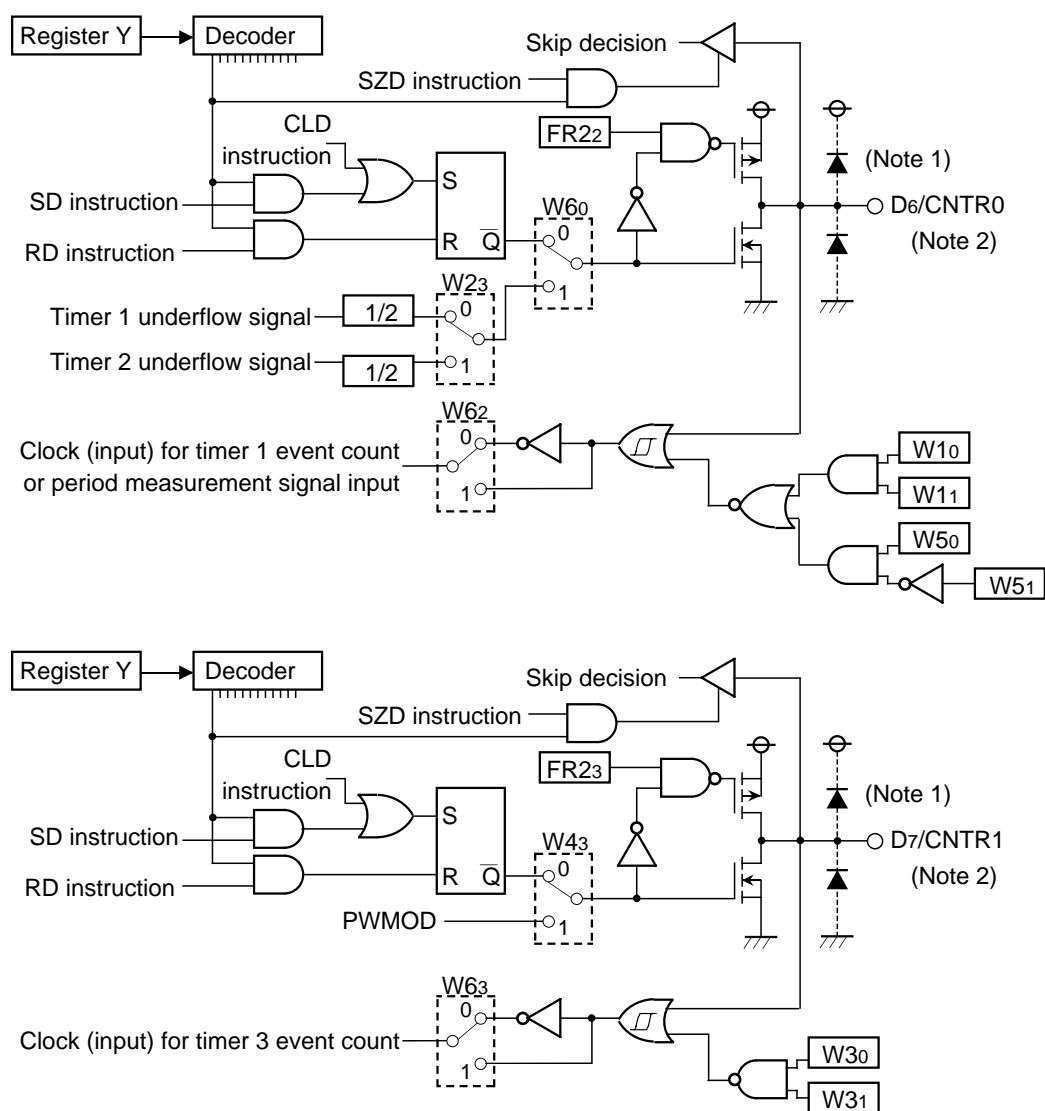 Register Y
Decoder
Skip decision
SZD instruction
CLD
instruction
FR22
S
W60
(Note 1)
SD instruction
0
D6/CNTR0
RD instruction
R
Q
(Note 2)
W23
1
Timer 1 underflow signal
1/2
0
Timer 2 underflow signal
1/2
1
W62
Clock (input) for timer 1 event count
or period measurement signal input
0
1
W10
W11
W50
W51
Register Y
Decoder
Skip decision
SZD instruction
CLD
instruction
FR23
S
W43
(Note 1)
SD instruction
0
D7/CNTR1
RD instruction
R
Q
(Note 2)
PWMOD
1
W63
Clock (input) for timer 3 event count
0
1
W30
W31